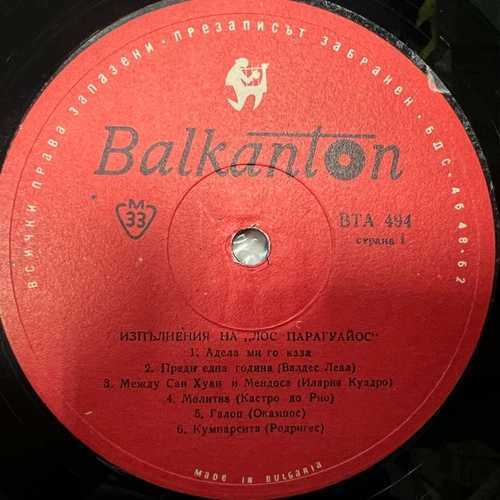 ВСИЧКИ ПРАВА ЗАПАЗЕНИ · ПРЕЗАПИСЪТ ЗАБРАНЕН · БДС · 4648 · 62
Balkanton
М
33
ВТА 494
страна 1
ИЗПЪЛНЕНИЯ НА „ЛОС ПАРАГУАЙОС"
1. Адела ми го каза
2. Преди една година (Валдес Леал)
3. Между Сан Хуан и Мендоса (Илария Куадро)
4. Молитва (Кастро до Рио)
5. Галоп (Окампос)
6. Кумпарсита (Родригес)
MADE IN BULGARIA